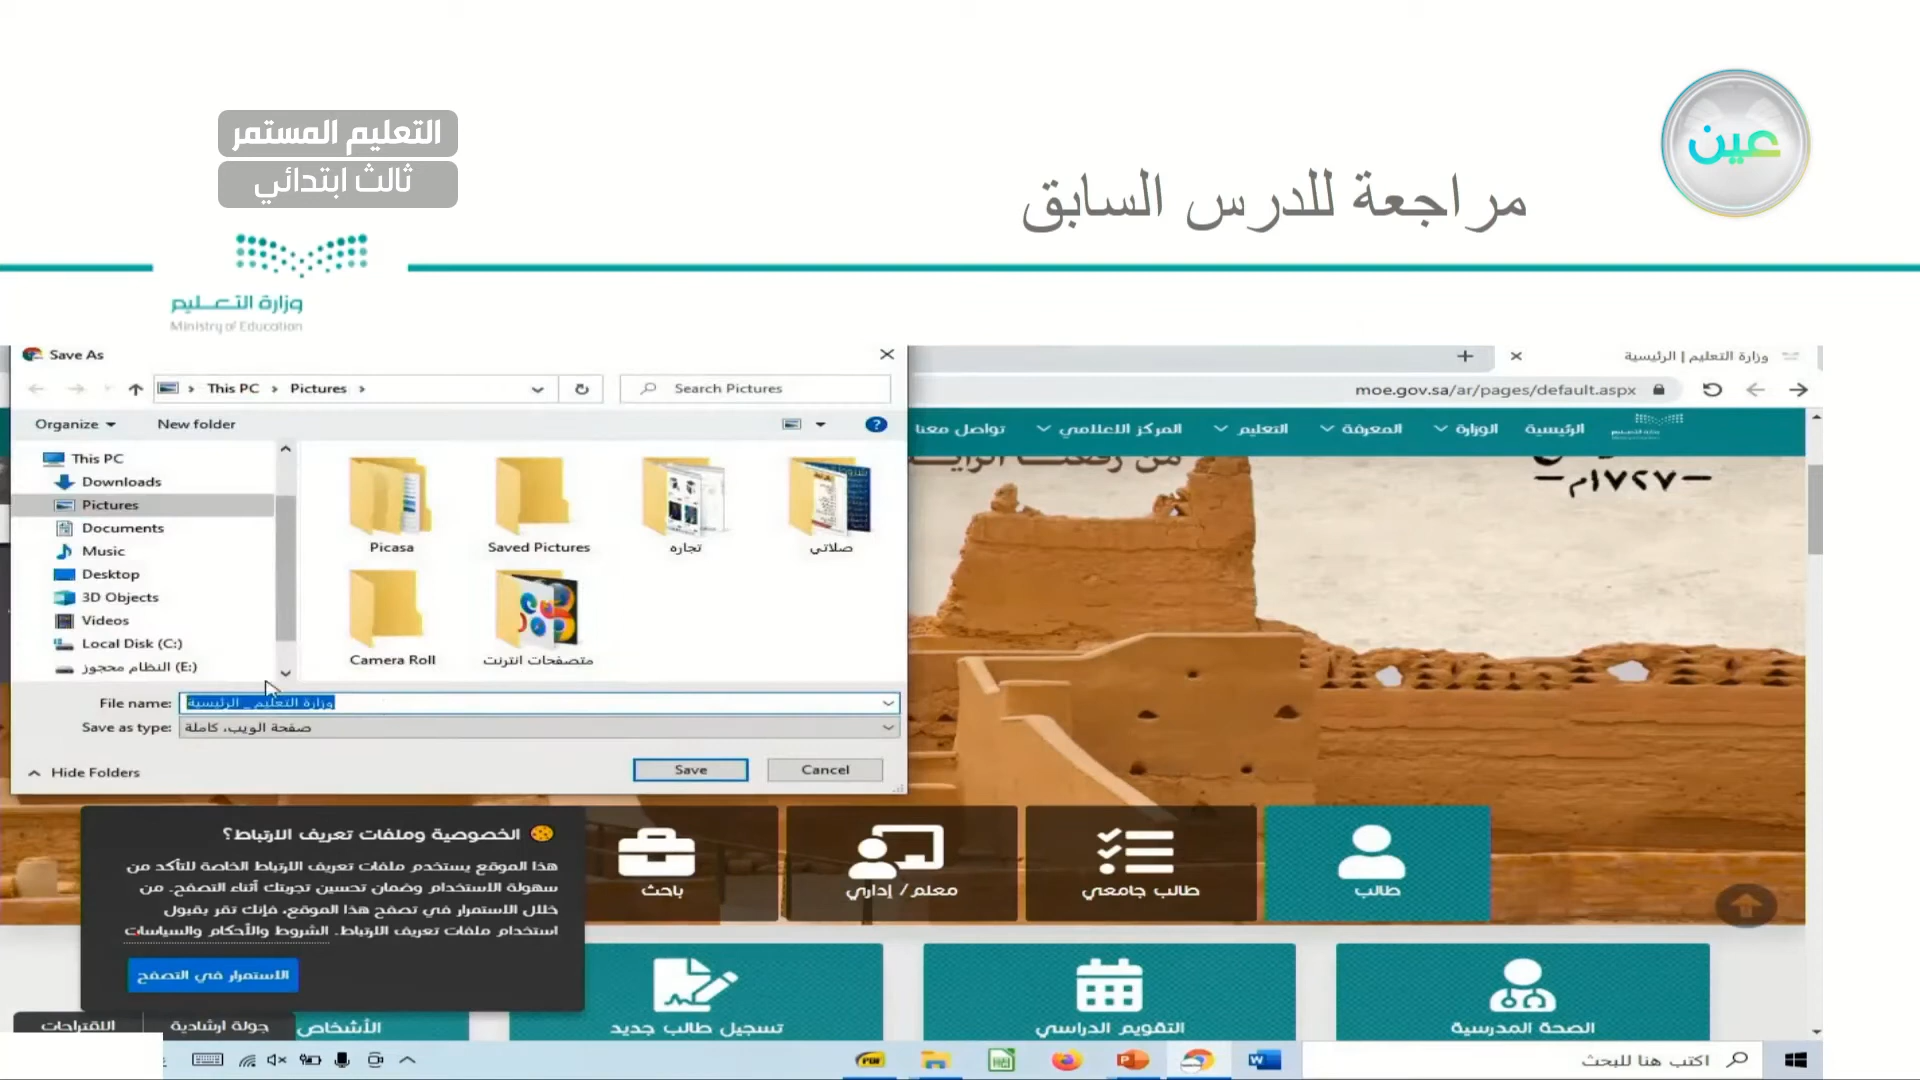 التعليم المستمر
ثالث ابتدائي
عين
مراجعة للدرس السابق
وزارة التعليم
Ministry of Education
Save As
This PC
Pictures
Search Pictures
Organize
New folder
This PC
Downloads
Pictures
Documents
Music
Desktop
3D Objects
Videos
Local Disk (C:)
النظام محجوز (E:)
Picasa
Saved Pictures
تجاره
صلاتي
Camera Roll
متصفحات انترنت
File name:
وزارة التعليم _ الرئيسية
Save as type:
صفحة الويب، كاملة
Hide Folders
Save
Cancel
وزارة التعليم | الرئيسية
moe.gov.sa/ar/pages/default.aspx
الرئيسية
الوزارة
المعرفة
التعليم
المركز الاعلامي
تواصل معنا
١٧٢٧م
طالب
طالب جامعي
معلم/ إداري
باحث
الخصوصية وملفات تعريف الارتباط؟
هذا الموقع يستخدم ملفات تعريف الارتباط الخاصة للتأكد من
سهولة الاستخدام وضمان تحسين تجربتك أثناء التصفح. من
خلال الاستمرار في تصفح هذا الموقع، فإنك تقر بقبول
استخدام ملفات تعريف الارتباط. الشروط والأحكام والسياسات
الاستمرار في التصفح
الصحة المدرسية
التقويم الدراسي
تسجيل طالب جديد
الأشخاص
جولة ارشادية
الاقتراحات
اكتب هنا للبحث